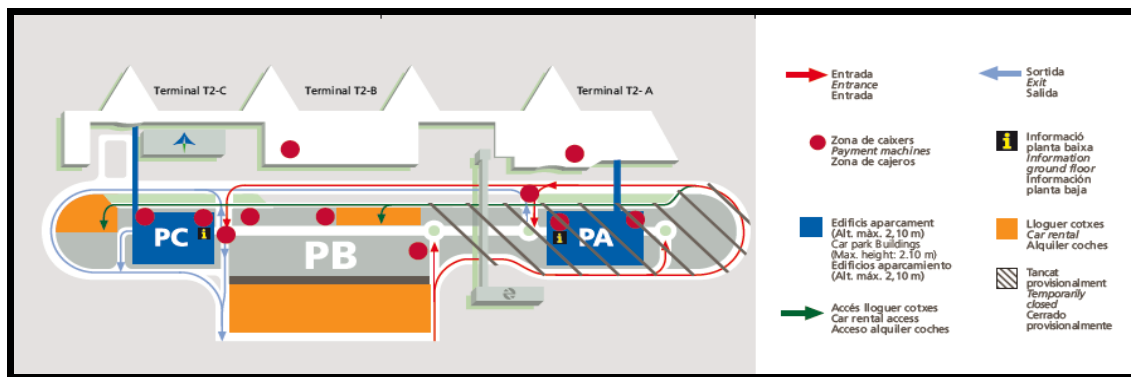 Terminal T2-C
Terminal T2-B
Terminal T2- A
PC
i
PB
PA
i
Entrada
Entrance
Entrada
Sortida
Exit
Salida
Zona de caixers
Payment machines
Zona de cajeros
i
Informació
planta baixa
Information
ground floor
Información
planta baja
Edificis aparcament
(Alt. màx. 2,10 m)
Car park Buildings
(Max. height: 2.10 m)
Edificios aparcamiento
(Alt. máx. 2,10 m)
Lloguer cotxes
Car rental
Alquiler coches
Accés lloguer cotxes
Car rental access
Acceso alquiler coches
Tancat
provisionalment
Temporarily
closed
Cerrado
provisionalmente